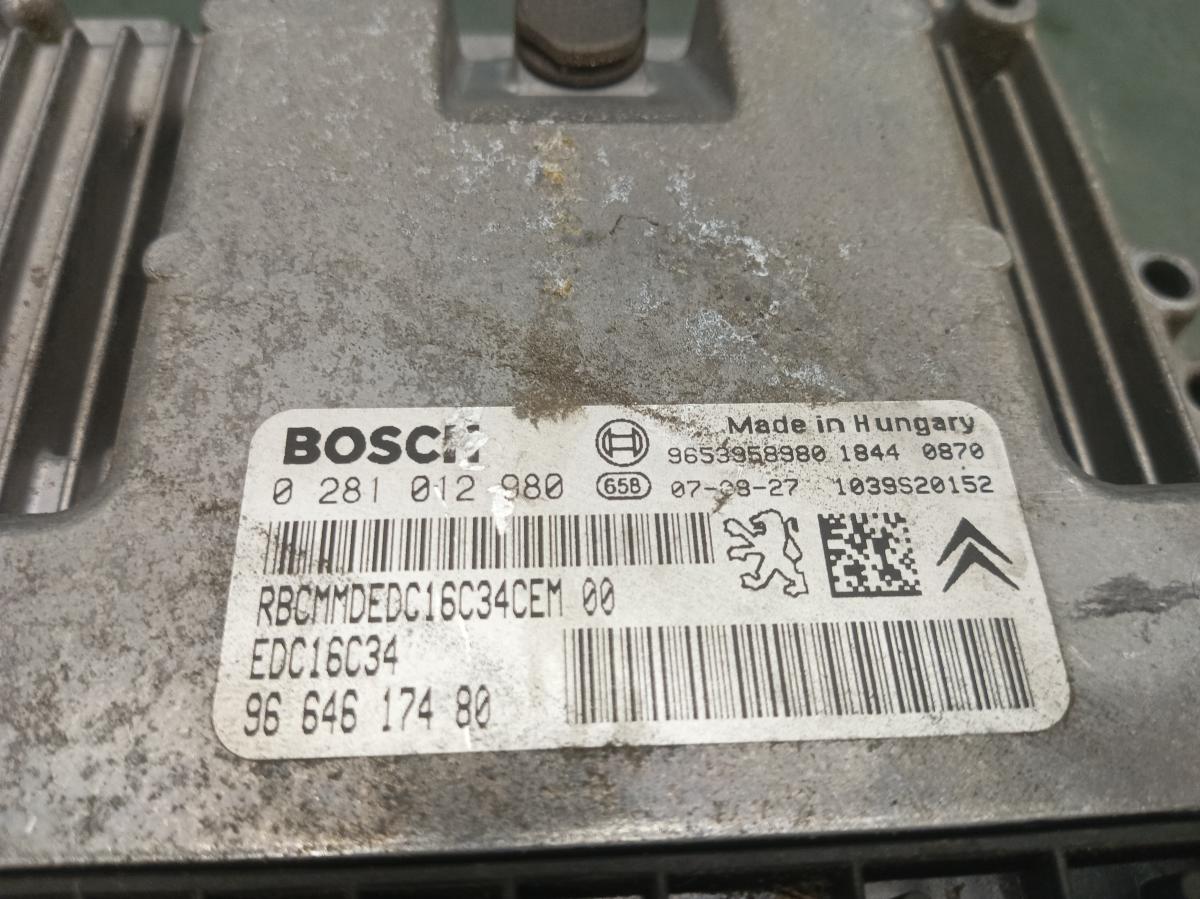 BOSCH
Made in Hungary
9653958980 1844 0870
0 281 012 980
658 07-08-27 1039S20152
RBCMMDEDC16C34CEM 00
EDC16C34
96 646 174 80